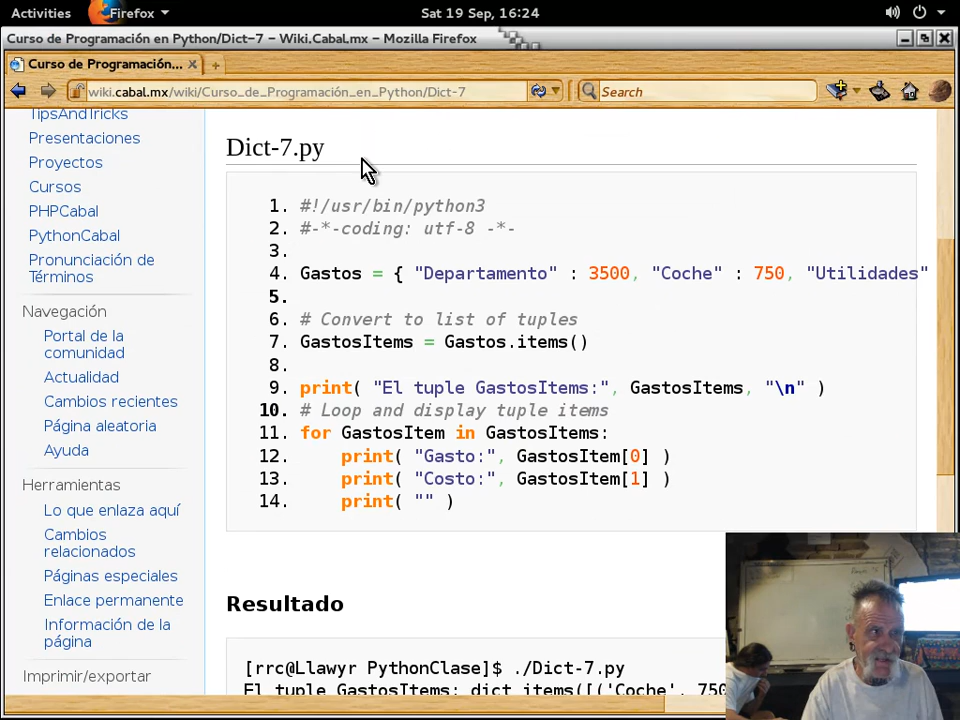 Activities Firefox Sat 19 Sep, 16:24
Curso de Programación en Python/Dict-7 – Wiki,Cabal,mx – Mozilla Firefox
Curso de Programación...
wiki.cabal.mx/wiki/Curso_de_Programación_en_Python/Dict-7 Search
TipsAndTricks
Presentaciones
Proyectos
Cursos
PHPCabal
PythonCabal
Pronunciación de
Términos
Navegación
Portal de la
comunidad
Actualidad
Cambios recientes
Página aleatoria
Ayuda
Herramientas
Lo que enlaza aquí
Cambios
relacionados
Páginas especiales
Enlace permanente
Información de la
página
Imprimir/exportar
Dict-7.py
1. #!/usr/bin/python3
2. #-*-coding: utf-8 -*-
3.
4. Gastos = { "Departamento" : 3500, "Coche" : 750, "Utilidades"
5.
6. # Convert to list of tuples
7. GastosItems = Gastos.items()
8.
9. print( "El tuple GastosItems:", GastosItems, "\n" )
10. # Loop and display tuple items
11. for GastosItem in GastosItems:
12. print( "Gasto:", GastosItem[0] )
13. print( "Costo:", GastosItem[1] )
14. print( "" )
Resultado
[rrc@Llawyr PythonClase]$ ./Dict-7.py
El tuple GastosItems: dict_items([('Coche', 750